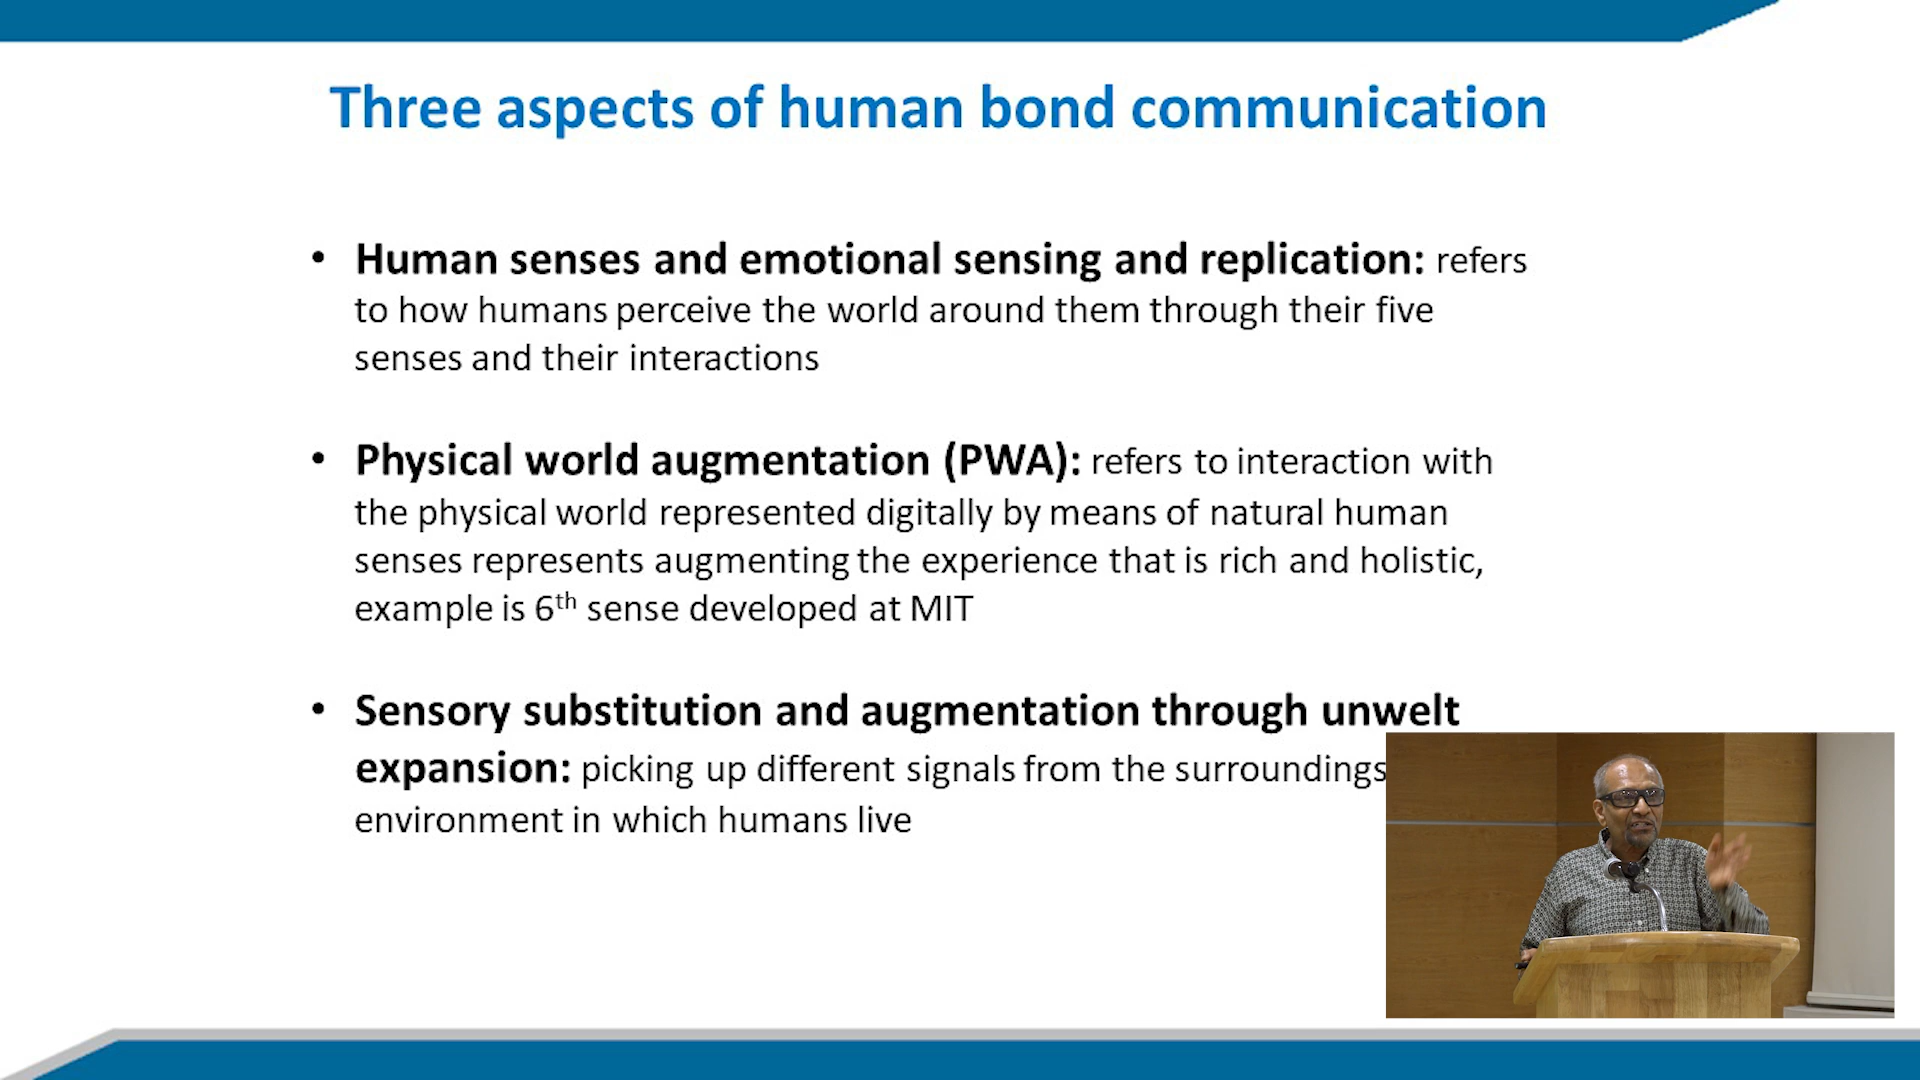 Three aspects of human bond communication
• Human senses and emotional sensing and replication: refers
to how humans perceive the world around them through their five
senses and their interactions
• Physical world augmentation (PWA): refers to interaction with
the physical world represented digitally by means of natural human
senses represents augmenting the experience that is rich and holistic,
example is 6th sense developed at MIT
• Sensory substitution and augmentation through unwelt
expansion: picking up different signals from the surroundings
environment in which humans live